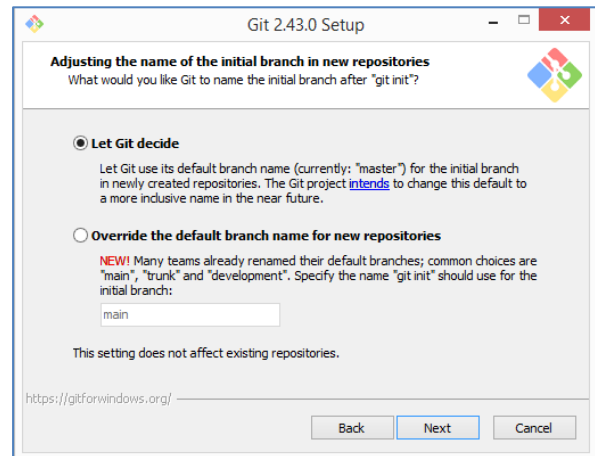 Git 2.43.0 Setup
Adjusting the name of the initial branch in new repositories
What would you like Git to name the initial branch after "git init"?
Let Git decide
Let Git use its default branch name (currently: "master") for the initial branch
in newly created repositories. The Git project intends to change this default to
a more inclusive name in the near future.
Override the default branch name for new repositories
NEW! Many teams already renamed their default branches; common choices are
"main", "trunk" and "development". Specify the name "git init" should use for the
initial branch:
main
This setting does not affect existing repositories.
https://gitforwindows.org/
Back Next Cancel